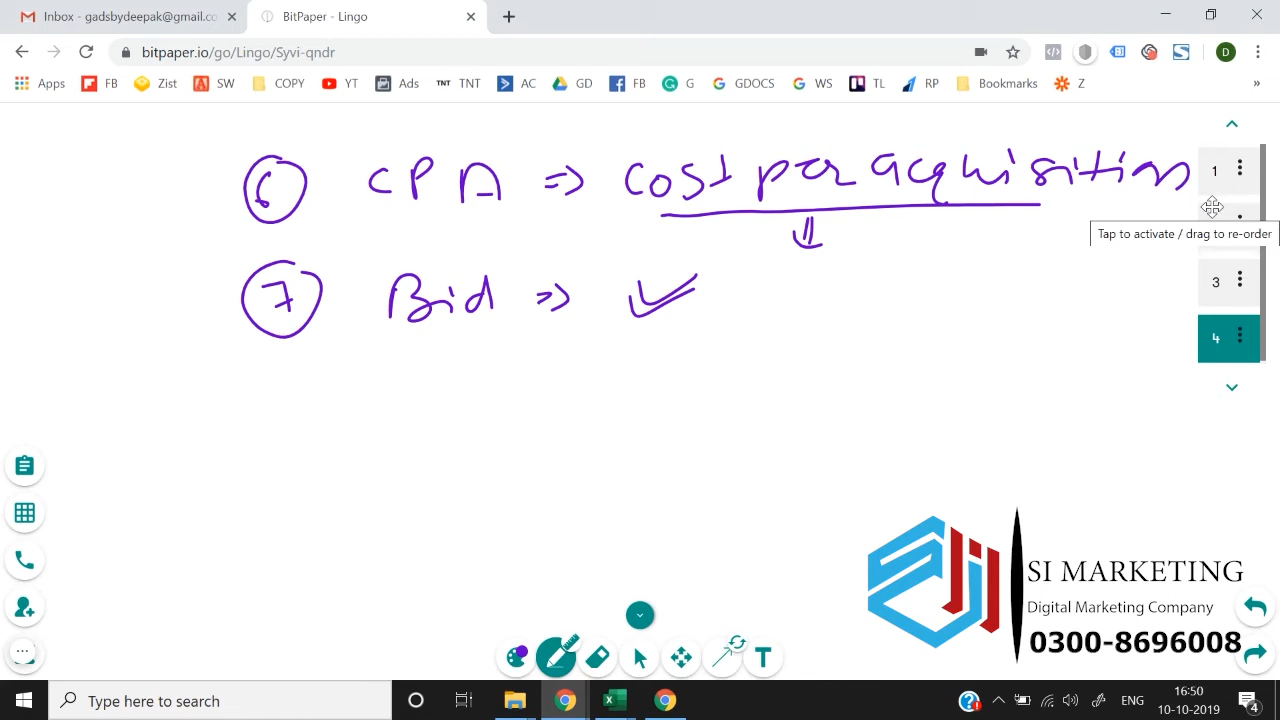 Inbox - gadsbydeepak@gmail.co
BitPaper - Lingo
bitpaper.io/go/Lingo/Syvi-qndr
D
Apps FB Zist SW COPY YT Ads TNT TNT AC GD FB G GDOCS WS TL RP Bookmarks Z »
6 CPA => Cost per acquisition
7 Bid =>
1
Tap to activate / drag to re-order
3
4
SI MARKETING
Digital Marketing Company
0300-8696008
T
Type here to search
ENG
16:50
10-10-2019
4